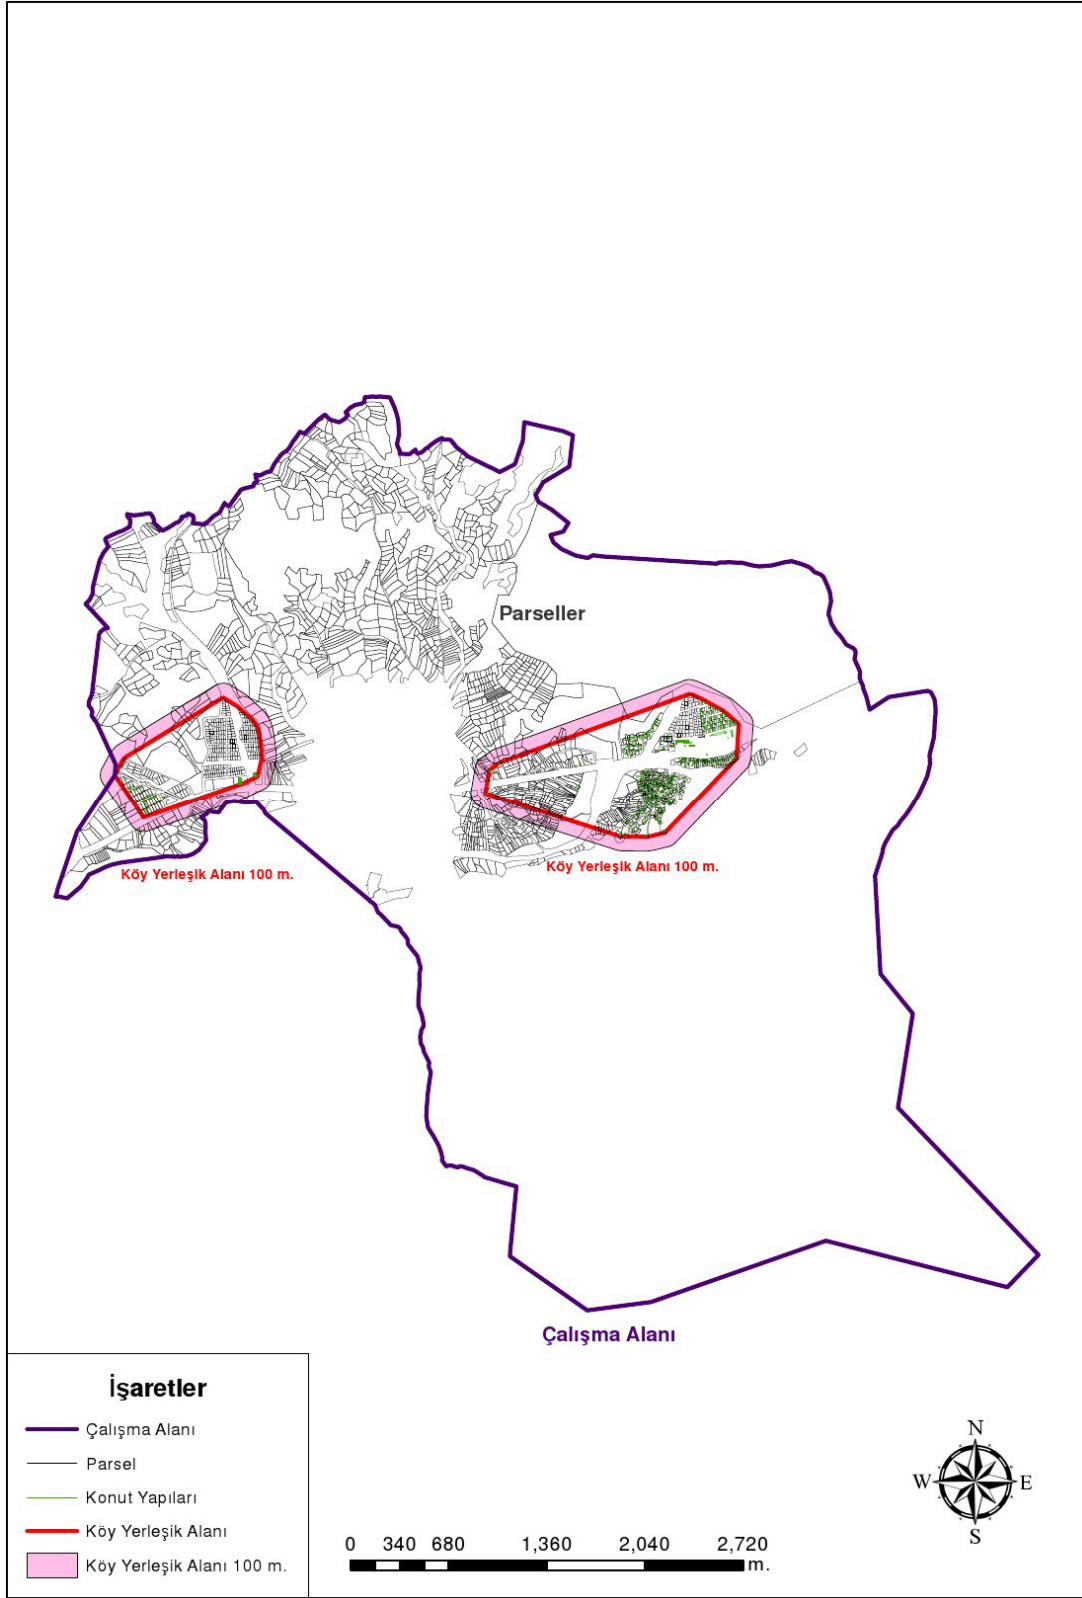 Parseller
Köy Yerleşik Alanı 100 m.
Köy Yerleşik Alanı 100 m.
Çalışma Alanı
İşaretler
Çalışma Alanı
Parsel
Konut Yapıları
Köy Yerleşik Alanı
Köy Yerleşik Alanı 100 m.
0 340 680 1,360 2,040 2,720
m.
N
W E
S